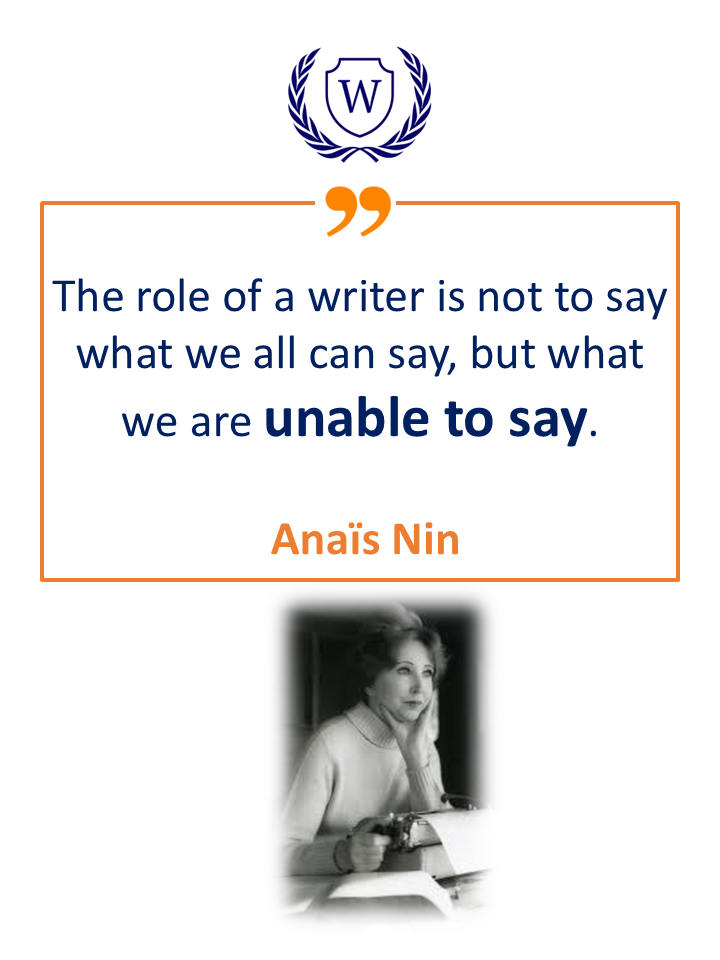 W
”
The role of a writer is not to say
what we all can say, but what
we are unable to say.
Anaïs Nin